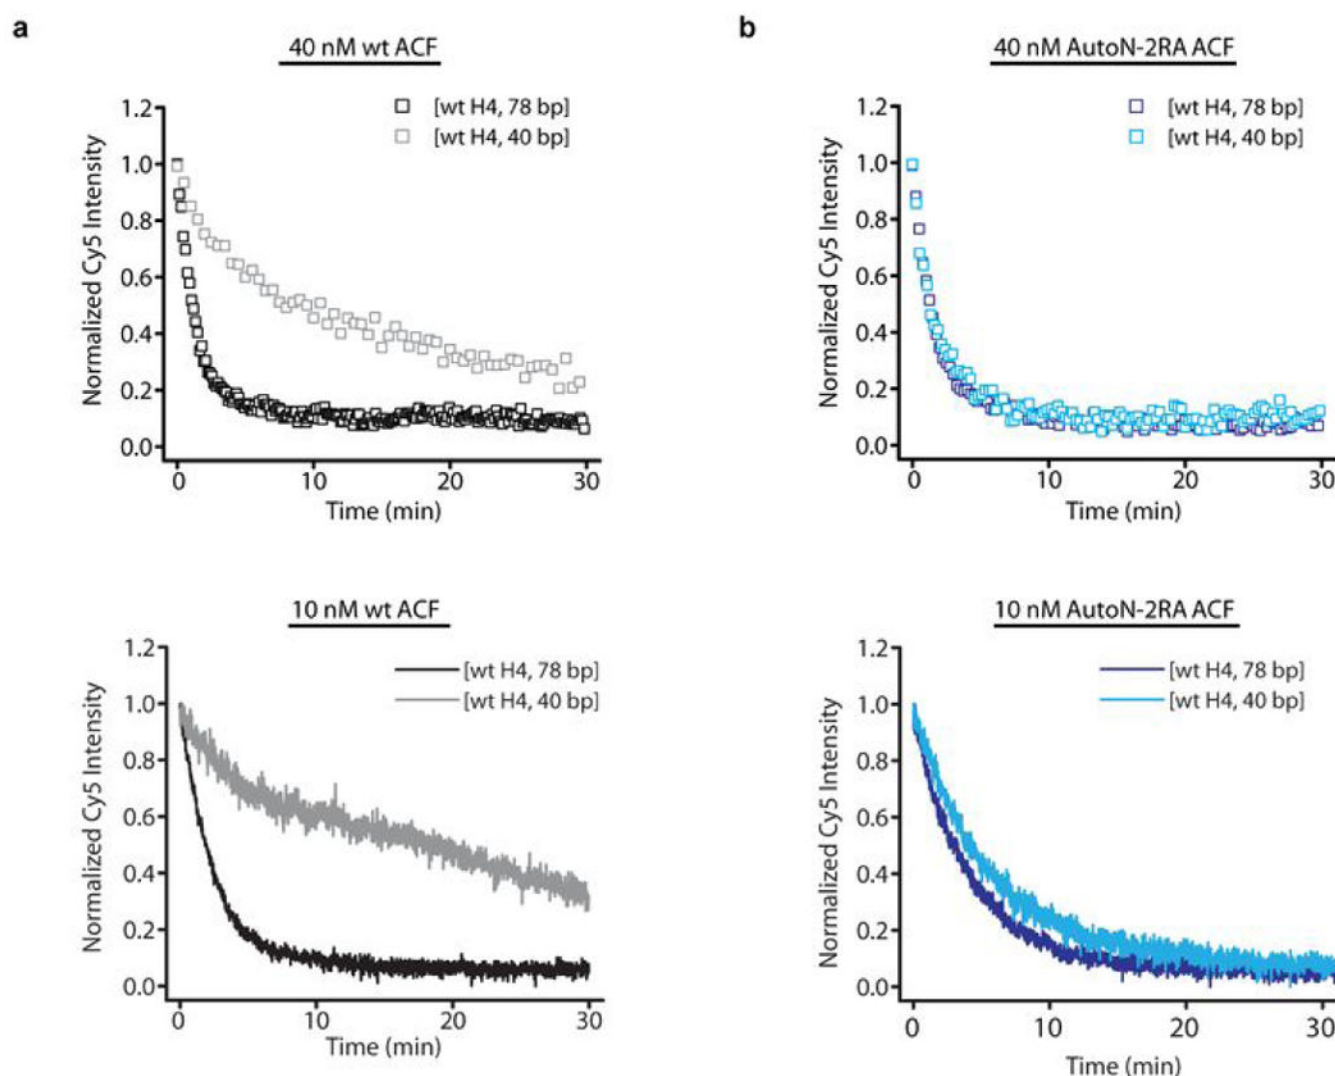 a
40 nM wt ACF
[wt H4, 78 bp]
[wt H4, 40 bp]
1.2
1.0
0.8
0.6
0.4
0.2
0.0
Normalized Cy5 Intensity
0 10 20 30
Time (min)
b
40 nM AutoN-2RA ACF
[wt H4, 78 bp]
[wt H4, 40 bp]
1.2
1.0
0.8
0.6
0.4
0.2
0.0
Normalized Cy5 Intensity
0 10 20 30
Time (min)
10 nM wt ACF
[wt H4, 78 bp]
[wt H4, 40 bp]
1.2
1.0
0.8
0.6
0.4
0.2
0.0
Normalized Cy5 Intensity
0 10 20 30
Time (min)
10 nM AutoN-2RA ACF
[wt H4, 78 bp]
[wt H4, 40 bp]
1.2
1.0
0.8
0.6
0.4
0.2
0.0
Normalized Cy5 Intensity
0 10 20 30
Time (min)